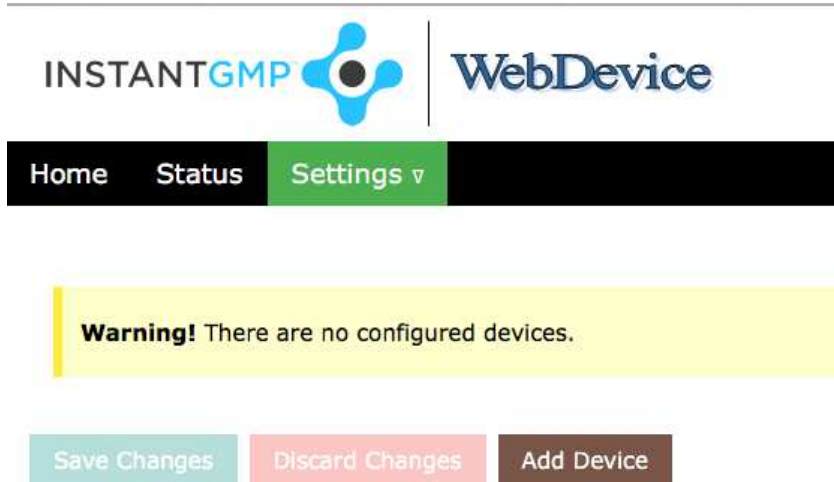 INSTANTGMP WebDevice
Home Status Settings ∇
Warning! There are no configured devices.
Save Changes Discard Changes Add Device